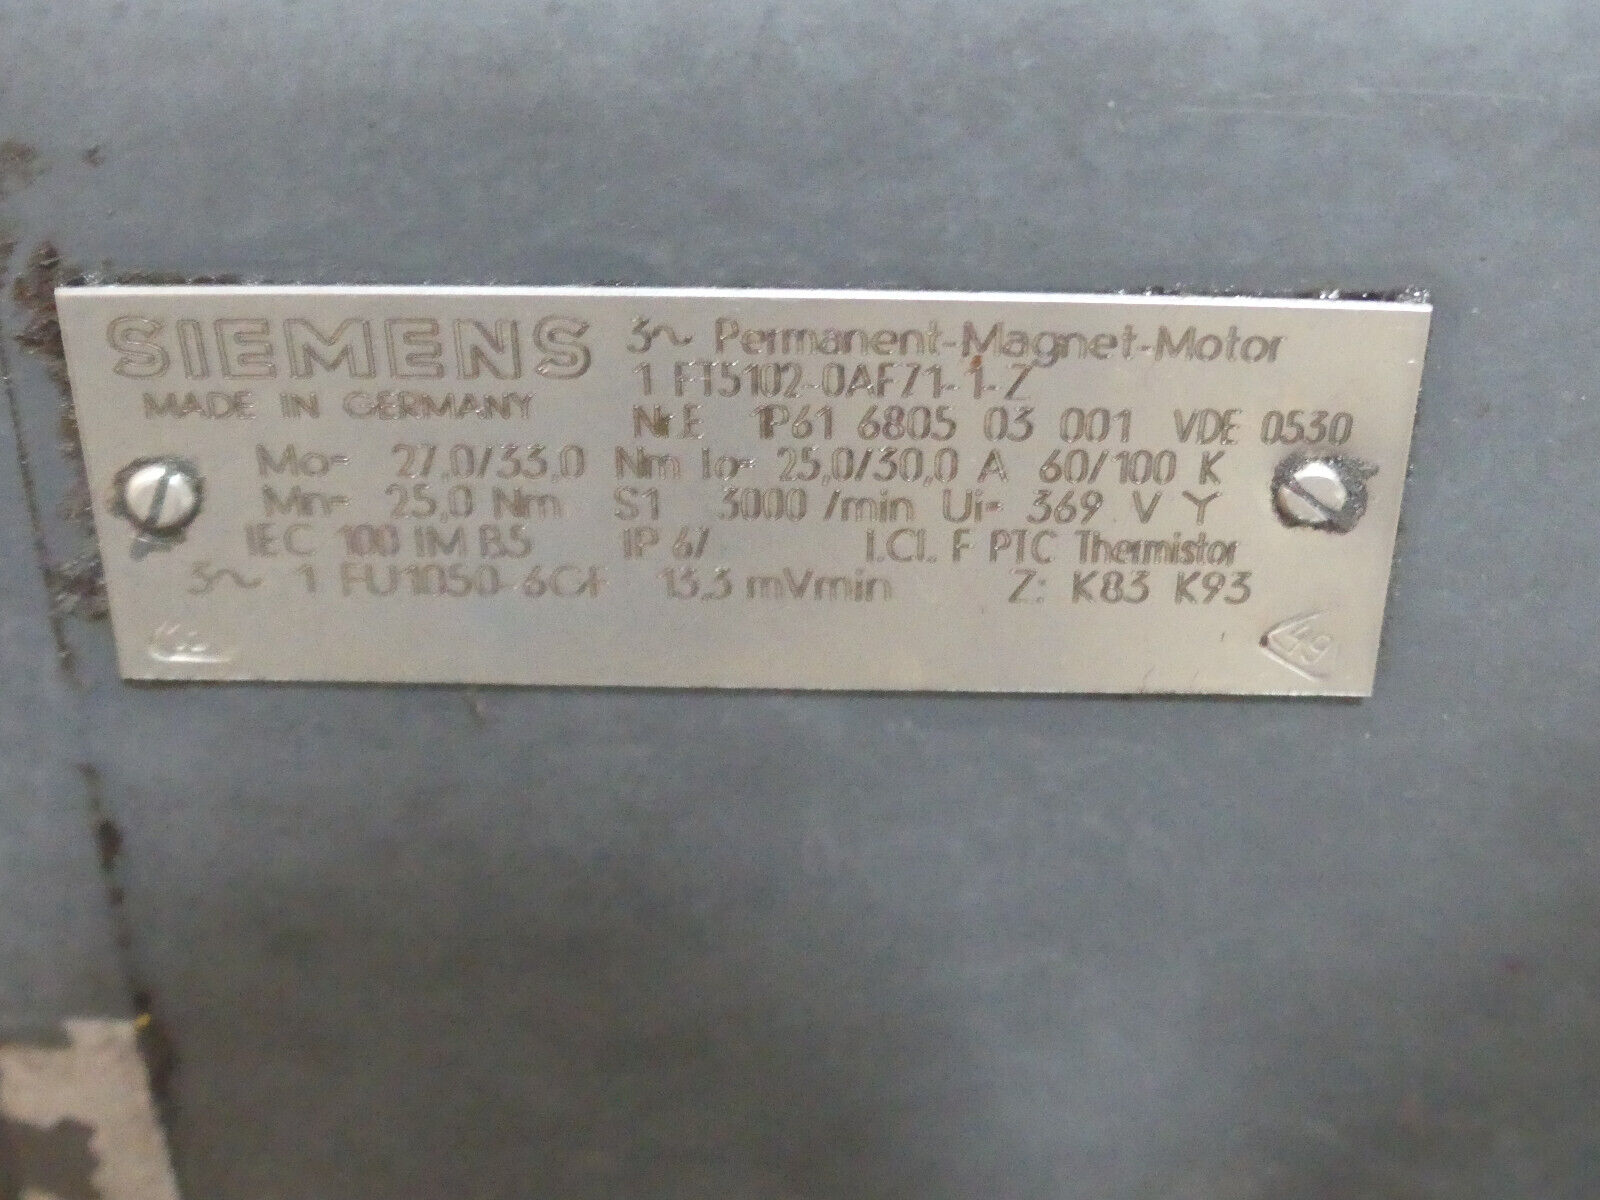 SIEMENS 3~ Permanent-Magnet-Motor
1 FT5102-0AF71-1-Z
MADE IN GERMANY
Nr.E 1P61 6805 03 001 VDE 0530
Mo= 27,0/33,0 Nm Io= 25,0/30,0 A 60/100 K
Mn= 25,0 Nm S1 3000 /min Ui= 369 V Y
IEC 100 IM B5 IP 67 I.Cl. F PTC Thermistor
3~ 1 FU1050-6CF 13,3 mVmin Z: K83 K93
49